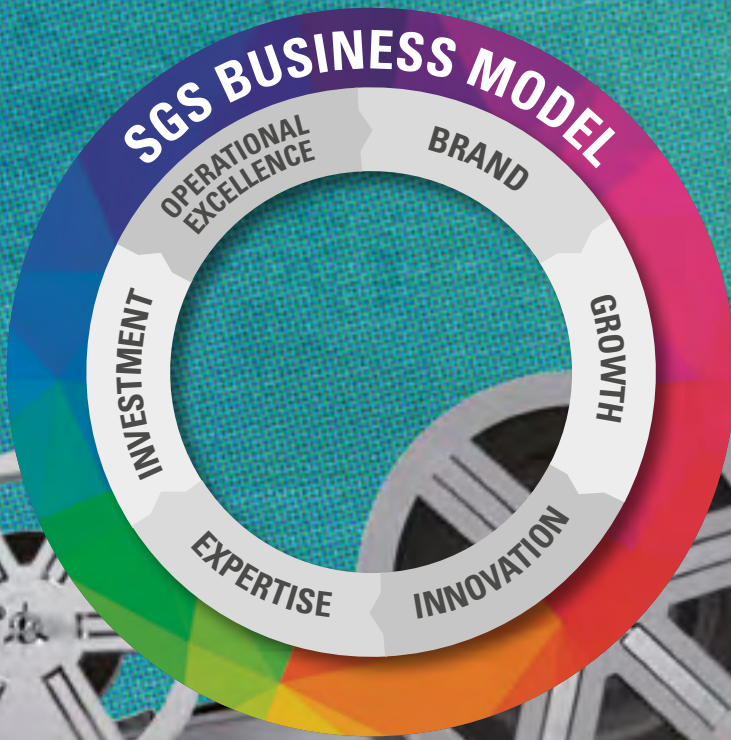 SGS BUSINESS MODEL
OPERATIONAL
EXCELLENCE
BRAND
GROWTH
INNOVATION
EXPERTISE
INVESTMENT